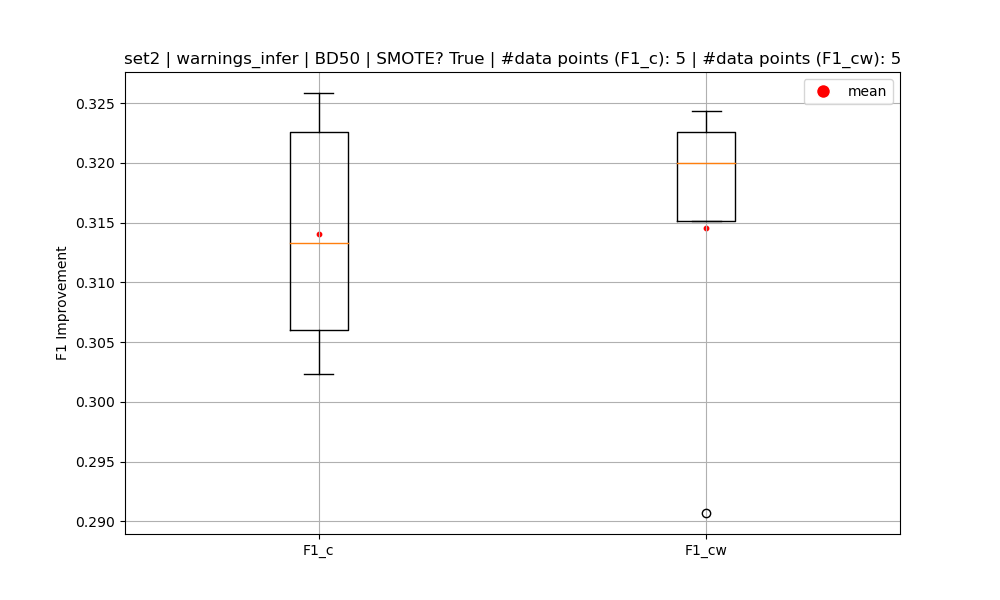 set2 | warnings_infer | BD50 | SMOTE? True | #data points (F1_c): 5 | #data points (F1_cw): 5
mean
0.325
0.320
0.315
0.310
0.305
0.300
0.295
0.290
F1 Improvement
F1_c
F1_cw